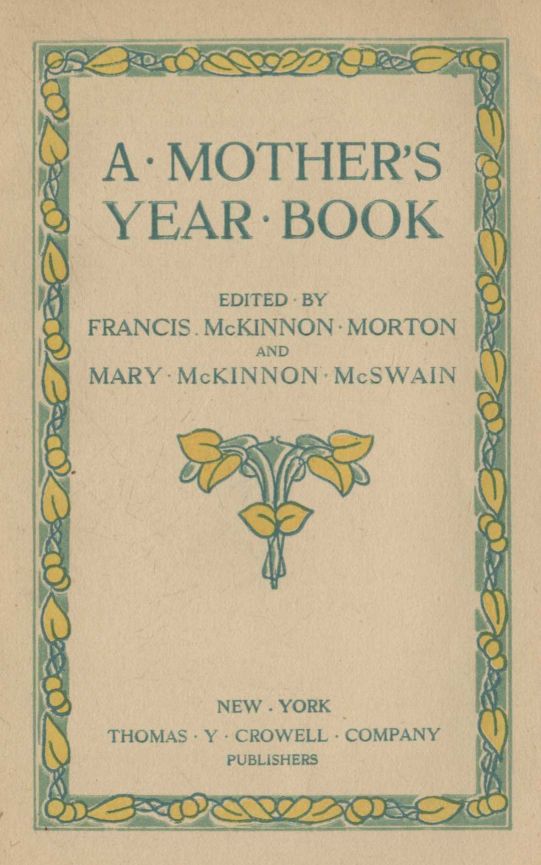 A · MOTHER'S
YEAR · BOOK
EDITED · BY
FRANCIS . McKINNON · MORTON
AND
MARY · McKINNON · McSWAIN
NEW . YORK
THOMAS · Y · CROWELL · COMPANY
PUBLISHERS